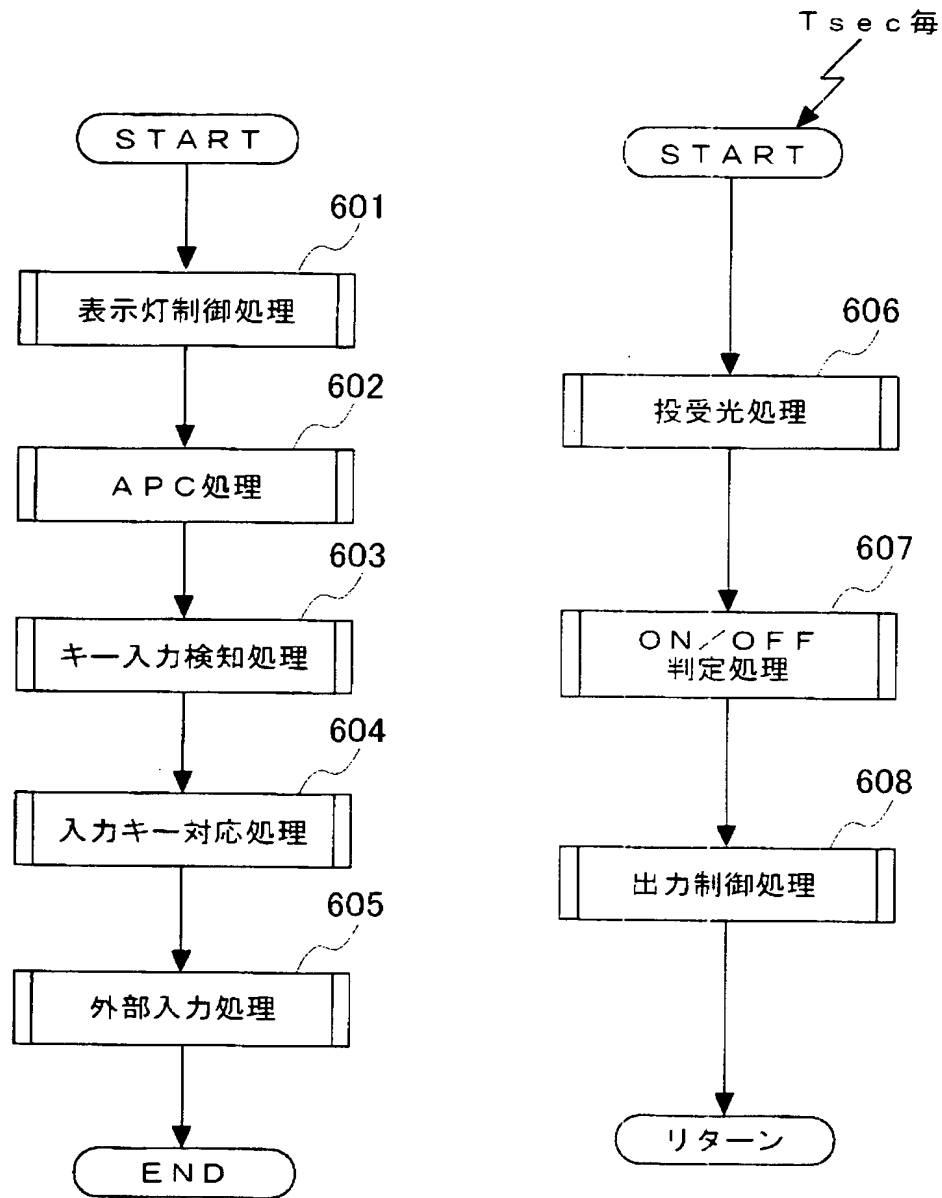 START
601
表示灯制御処理
602
APC処理
603
キー入力検知処理
604
入力キー対応処理
605
外部入力処理
END
Tsec毎
START
606
投受光処理
607
ON/OFF
判定処理
608
出力制御処理
リターン